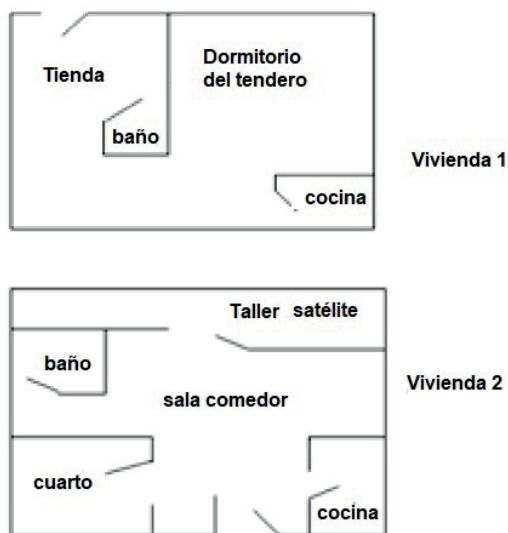 Tienda
Dormitorio
del tendero
baño
Vivienda 1
cocina
Taller satélite
baño
Vivienda 2
sala comedor
cuarto
cocina